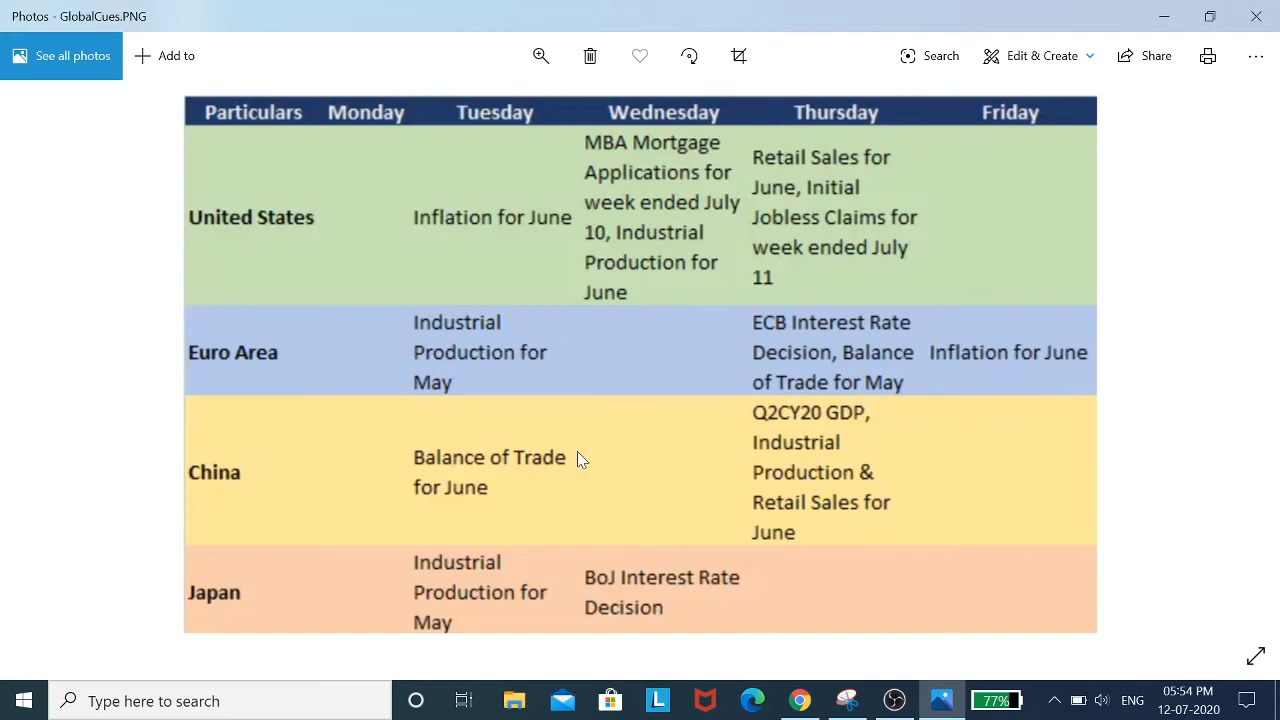 Photos - GlobalCues.PNG
See all photos
Add to
Search
Edit & Create
Share
Particulars Monday Tuesday Wednesday Thursday Friday
United States
Inflation for June
MBA Mortgage
Applications for
week ended July
10, Industrial
Production for
June
Retail Sales for
June, Initial
Jobless Claims for
week ended July
11
Euro Area
Industrial
Production for
May
ECB Interest Rate
Decision, Balance
of Trade for May
Inflation for June
China
Balance of Trade
for June
Q2CY20 GDP,
Industrial
Production &
Retail Sales for
June
Japan
Industrial
Production for
May
BoJ Interest Rate
Decision
Type here to search
L
77%
ENG
05:54 PM
12-07-2020